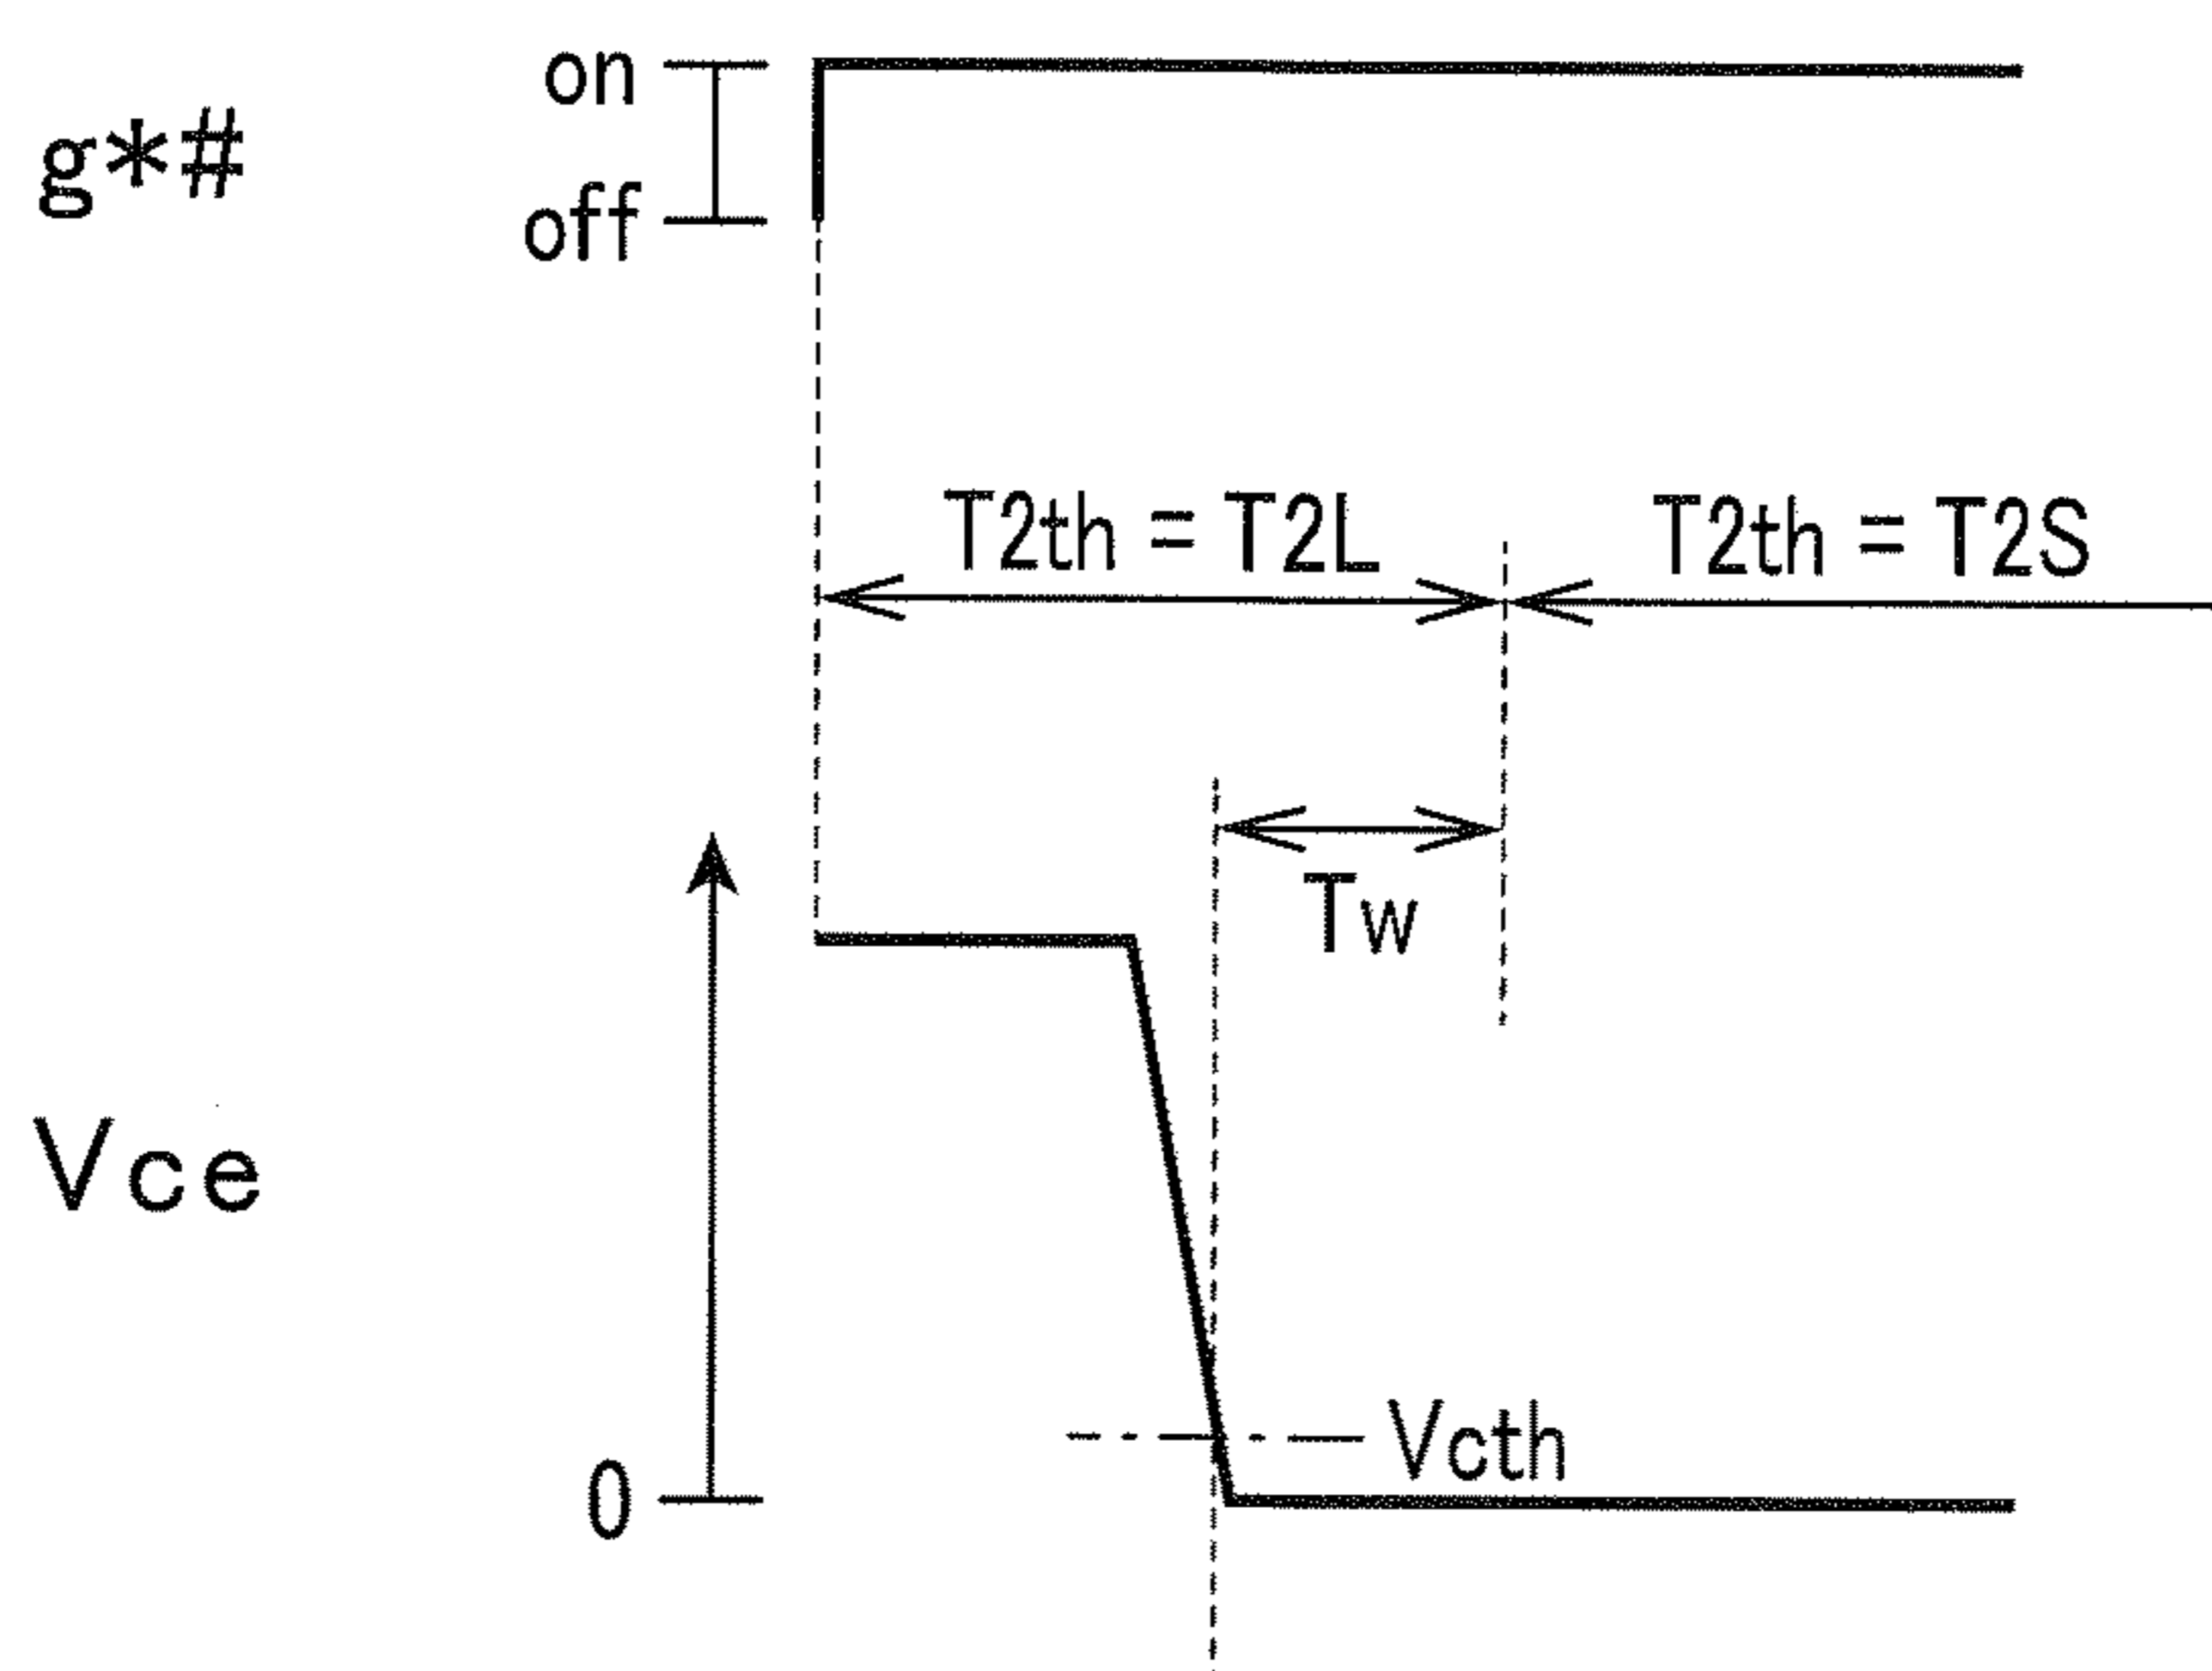 on
g*#
off
T2th = T2L
T2th = T2S
Tw
Vce
Vcth
0